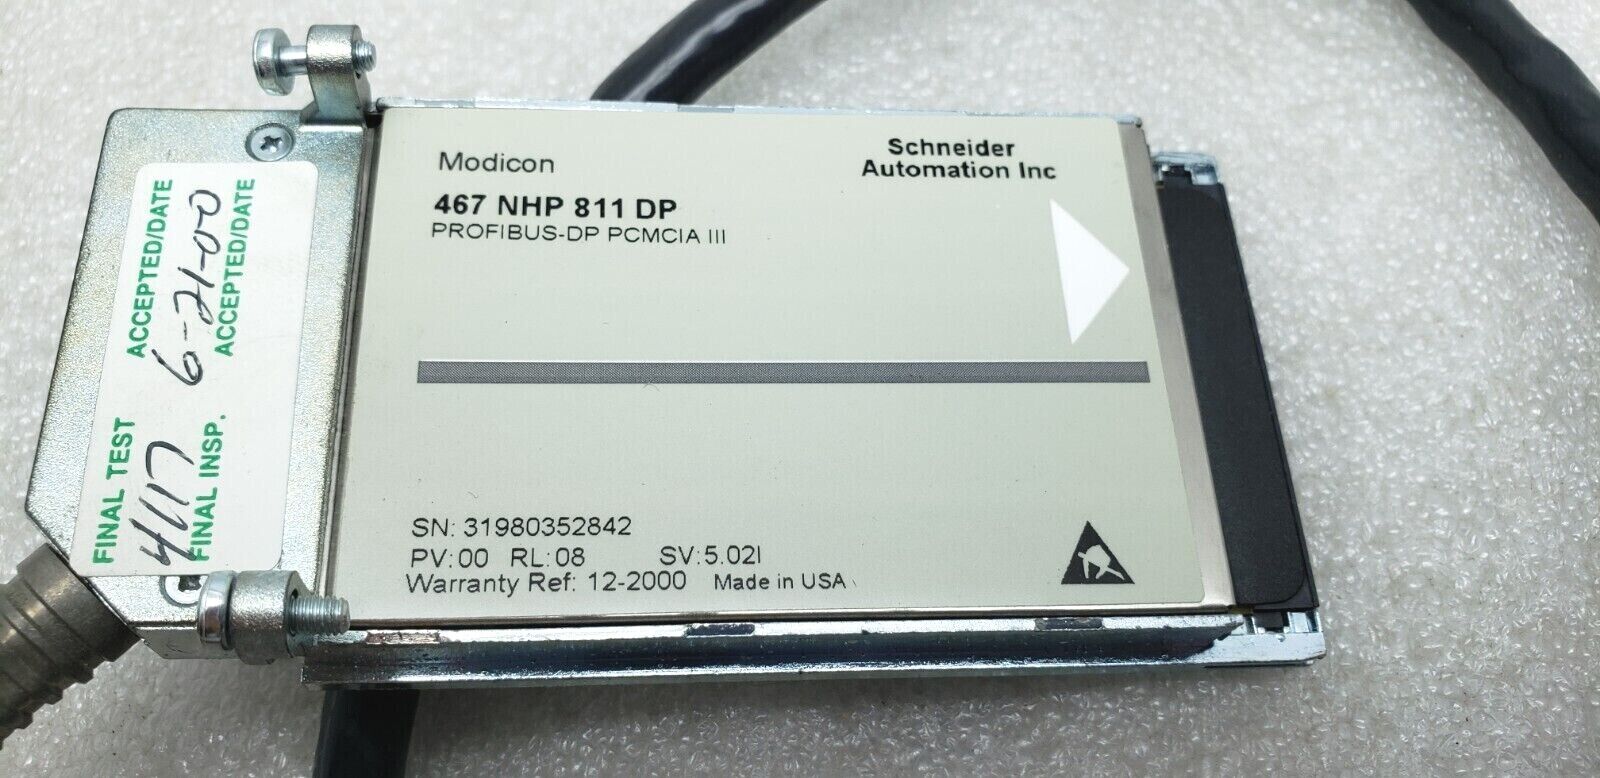 Modicon
Schneider
Automation Inc
467 NHP 811 DP
PROFIBUS-DP PCMCIA III
SN: 31980352842
PV:00 RL:08 SV:5.02I
Warranty Ref: 12-2000 Made in USA
FINAL TEST ACCEPTED/DATE
4117 6-21-00
FINAL INSP. ACCEPTED/DATE